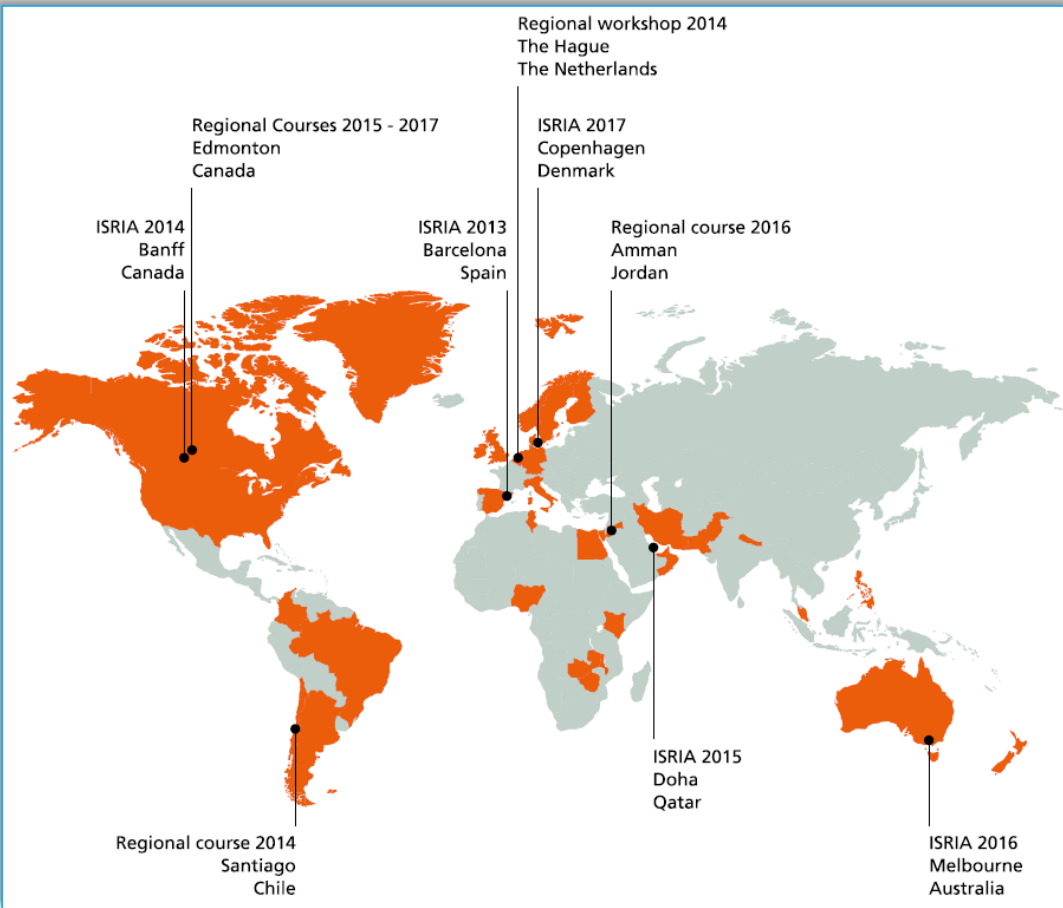 Regional workshop 2014
The Hague
The Netherlands
Regional Courses 2015 - 2017
Edmonton
Canada
ISRIA 2017
Copenhagen
Denmark
ISRIA 2014
Banff
Canada
ISRIA 2013
Barcelona
Spain
Regional course 2016
Amman
Jordan
ISRIA 2015
Doha
Qatar
Regional course 2014
Santiago
Chile
ISRIA 2016
Melbourne
Australia